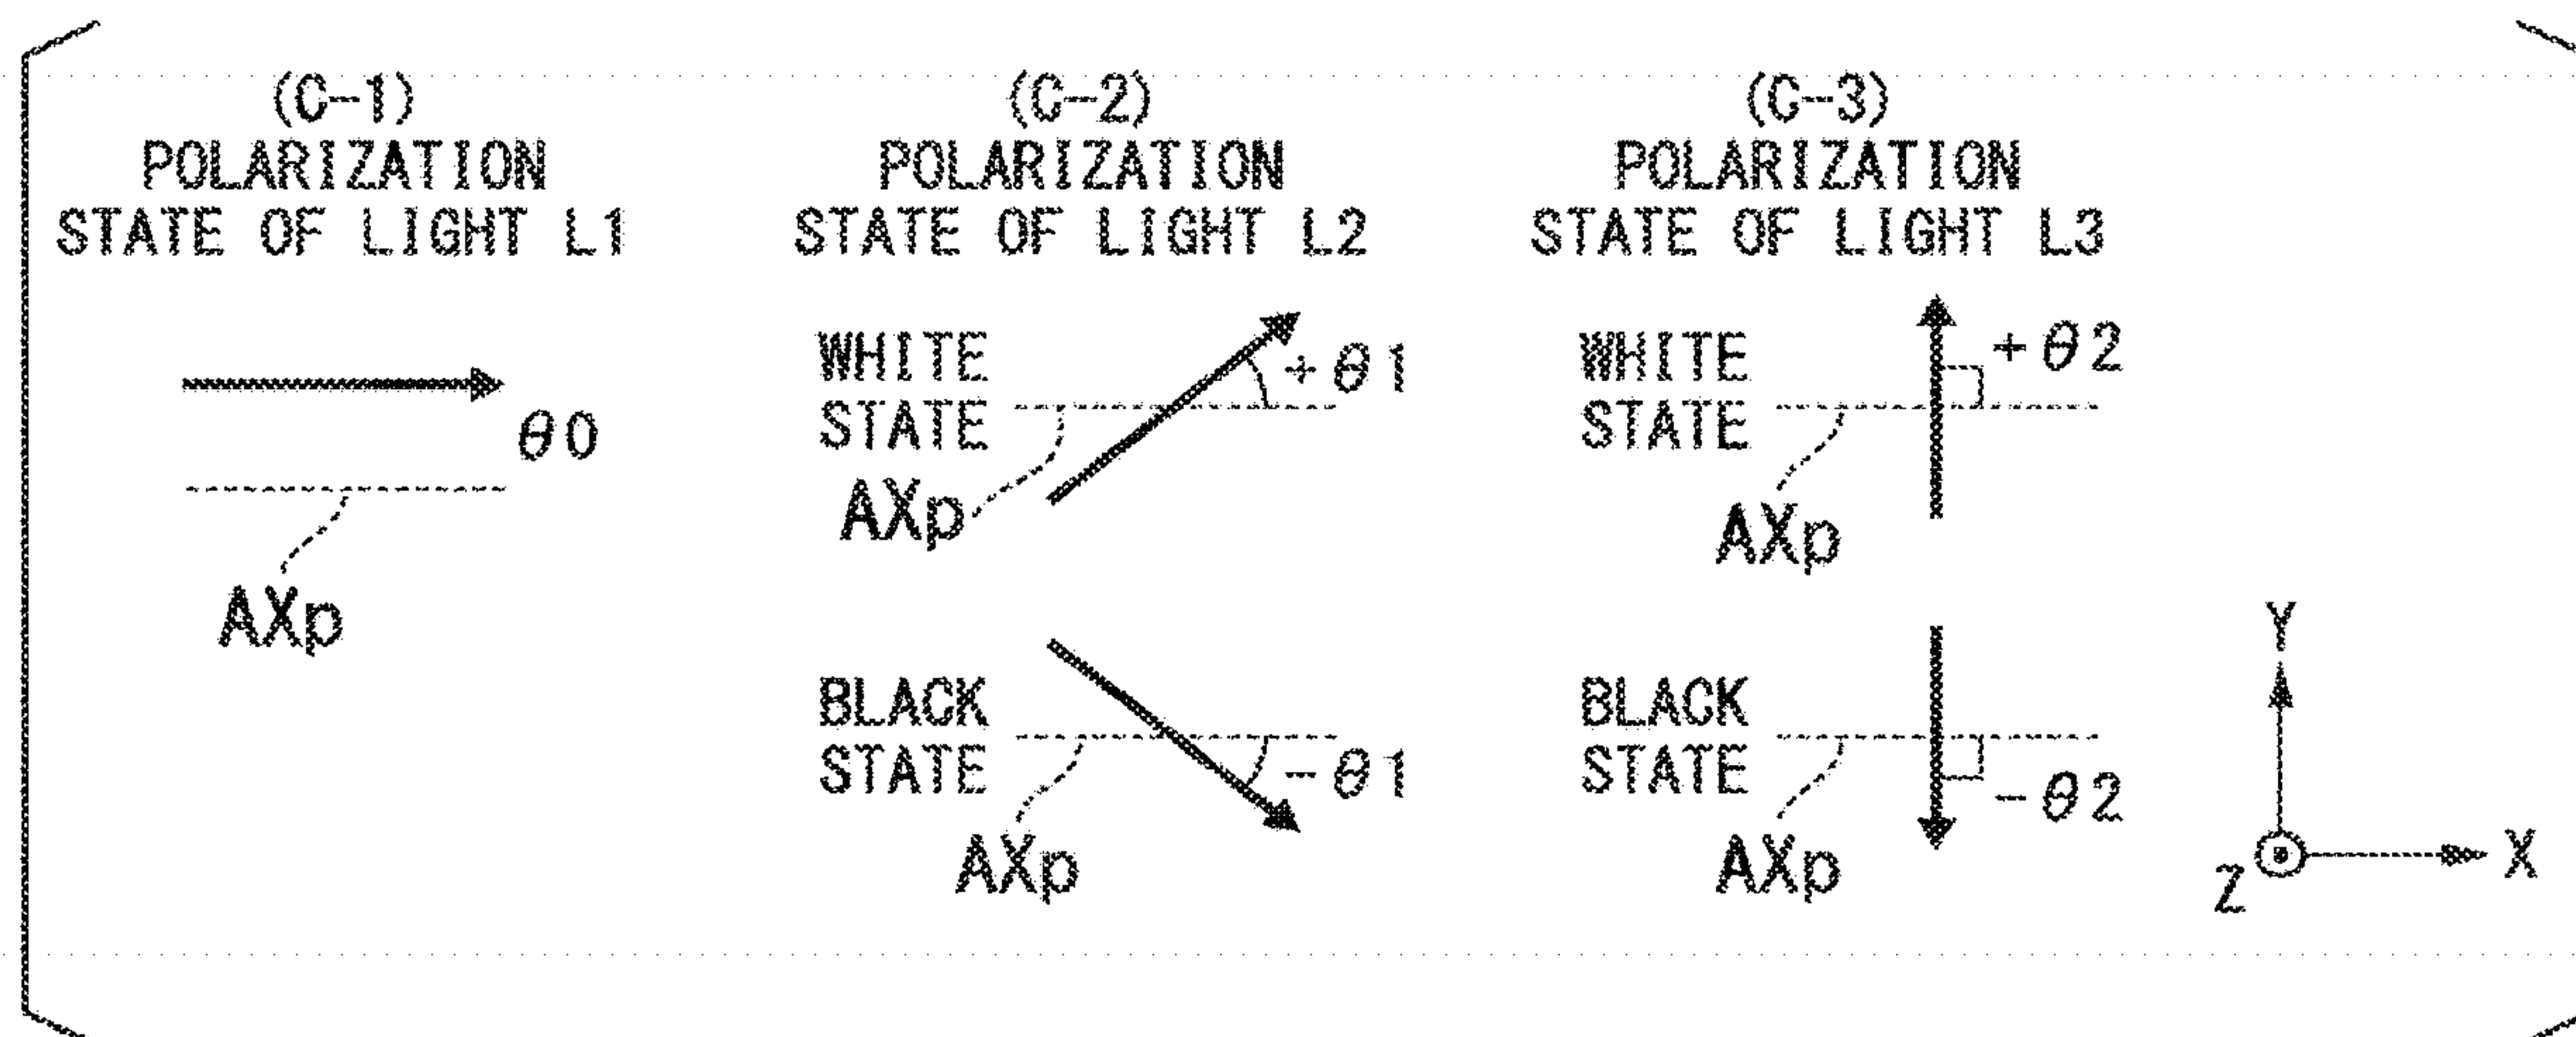 (C-1)
POLARIZATION
STATE OF LIGHT L1
θ0
AXp
(C-2)
POLARIZATION
STATE OF LIGHT L2
WHITE
STATE
+θ1
AXp
BLACK
STATE
-θ1
AXp
(C-3)
POLARIZATION
STATE OF LIGHT L3
WHITE
STATE
+θ2
AXp
BLACK
STATE
-θ2
AXp
Y
Z
X